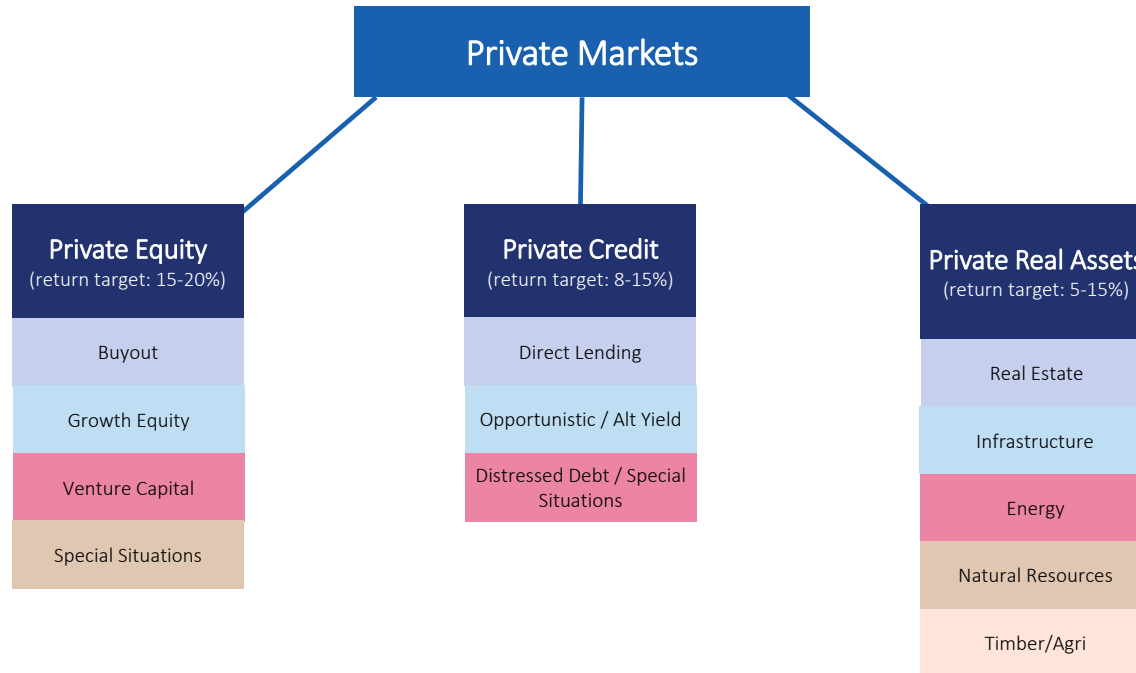 Private Markets
Private Equity
(return target: 15-20%)
Buyout
Growth Equity
Venture Capital
Special Situations
Private Credit
(return target: 8-15%)
Direct Lending
Opportunistic / Alt Yield
Distressed Debt / Special
Situations
Private Real Assets
(return target: 5-15%)
Real Estate
Infrastructure
Energy
Natural Resources
Timber/Agri